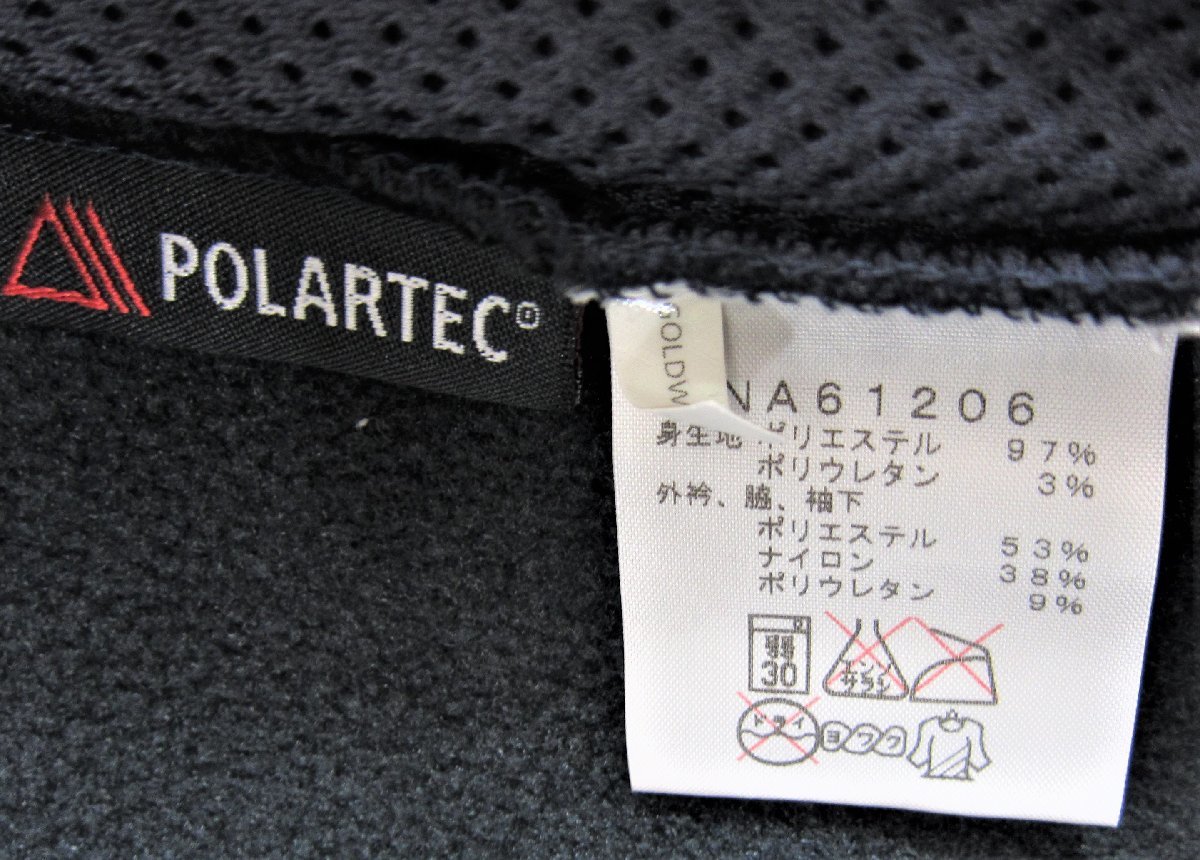 POLARTEC®
GOLDW
NA61206
身生地 ポリエステル 97%
ポリウレタン 3%
外衿、脇、袖下
ポリエステル 53%
ナイロン 38%
ポリウレタン 9%
弱
30
エンソ
サラシ
ドライ
ヨワク